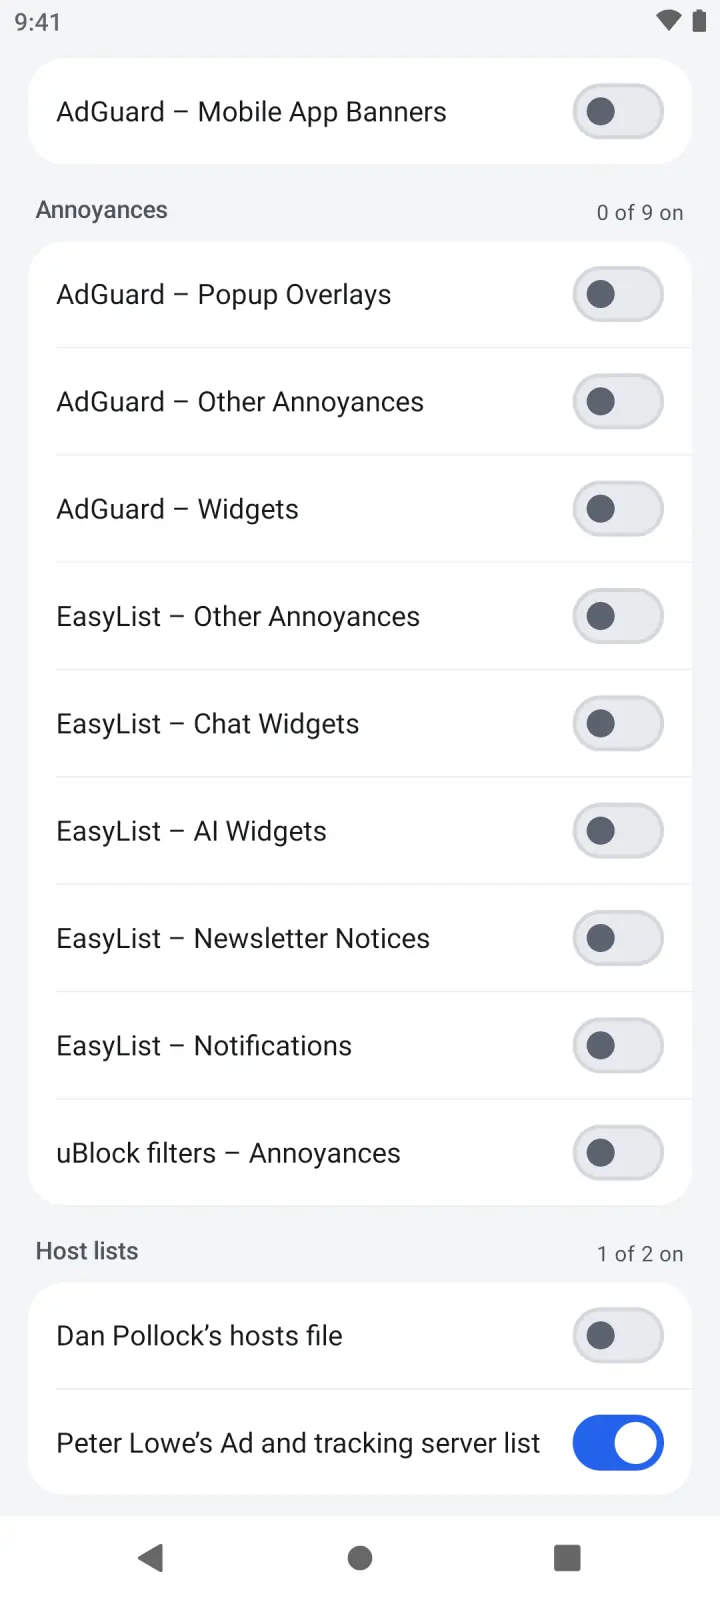 9:41
AdGuard – Mobile App Banners
Annoyances
0 of 9 on
AdGuard – Popup Overlays
AdGuard – Other Annoyances
AdGuard – Widgets
EasyList – Other Annoyances
EasyList – Chat Widgets
EasyList – AI Widgets
EasyList – Newsletter Notices
EasyList – Notifications
uBlock filters – Annoyances
Host lists
1 of 2 on
Dan Pollock’s hosts file
Peter Lowe’s Ad and tracking server list